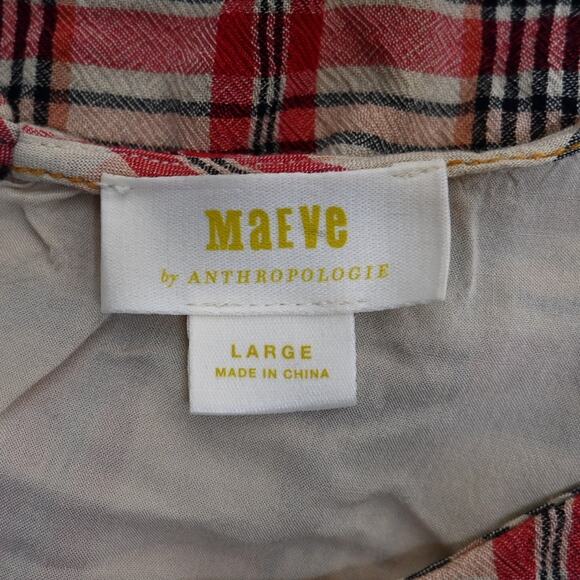 MaEVe
by ANTHROPOLOGIE
LARGE
MADE IN CHINA